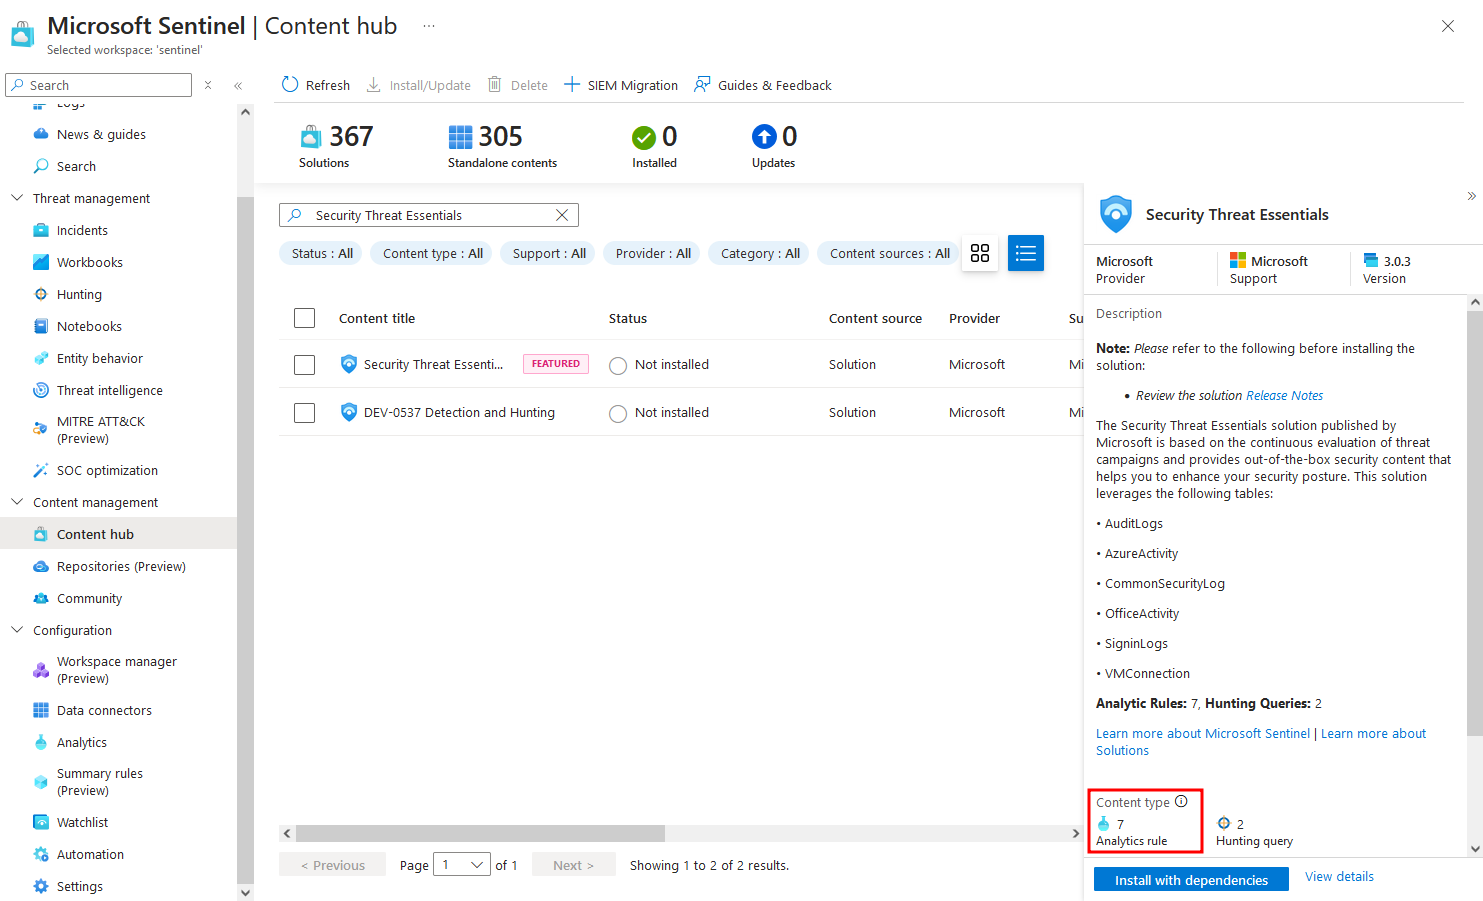 Microsoft Sentinel | Content hub ...
Selected workspace: 'sentinel'
Search
Logs
News & guides
Search
Threat management
Incidents
Workbooks
Hunting
Notebooks
Entity behavior
Threat intelligence
MITRE ATT&CK
(Preview)
SOC optimization
Content management
Content hub
Repositories (Preview)
Community
Configuration
Workspace manager
(Preview)
Data connectors
Analytics
Summary rules
(Preview)
Watchlist
Automation
Settings
Refresh Install/Update Delete SIEM Migration Guides & Feedback
367 305 0 0
Solutions Standalone contents Installed Updates
Security Threat Essentials
Status : All Content type : All Support : All Provider : All Category : All Content sources : All
Content title Status Content source Provider Su
Security Threat Essenti... FEATURED Not installed Solution Microsoft Mi
DEV-0537 Detection and Hunting Not installed Solution Microsoft Mi
< Previous Page 1 of 1 Next > Showing 1 to 2 of 2 results.
Security Threat Essentials
Microsoft Microsoft 3.0.3
Provider Support Version
Description
Note: Please refer to the following before installing the
solution:
• Review the solution Release Notes
The Security Threat Essentials solution published by
Microsoft is based on the continuous evaluation of threat
campaigns and provides out-of-the-box security content that
helps you to enhance your security posture. This solution
leverages the following tables:
• AuditLogs
• AzureActivity
• CommonSecurityLog
• OfficeActivity
• SigninLogs
• VMConnection
Analytic Rules: 7, Hunting Queries: 2
Learn more about Microsoft Sentinel | Learn more about
Solutions
Content type
7 2
Analytics rule Hunting query
Install with dependencies View details